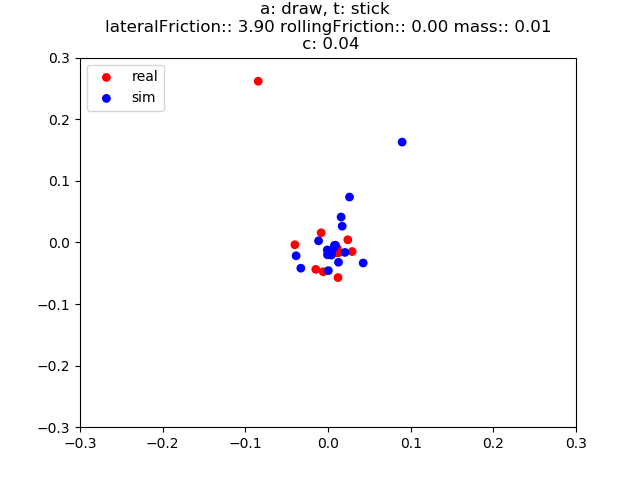 a: draw, t: stick
lateralFriction:: 3.90 rollingFriction:: 0.00 mass:: 0.01
c: 0.04
real
sim
0.3
0.2
0.1
0.0
−0.1
−0.2
−0.3
−0.3 −0.2 −0.1 0.0 0.1 0.2 0.3